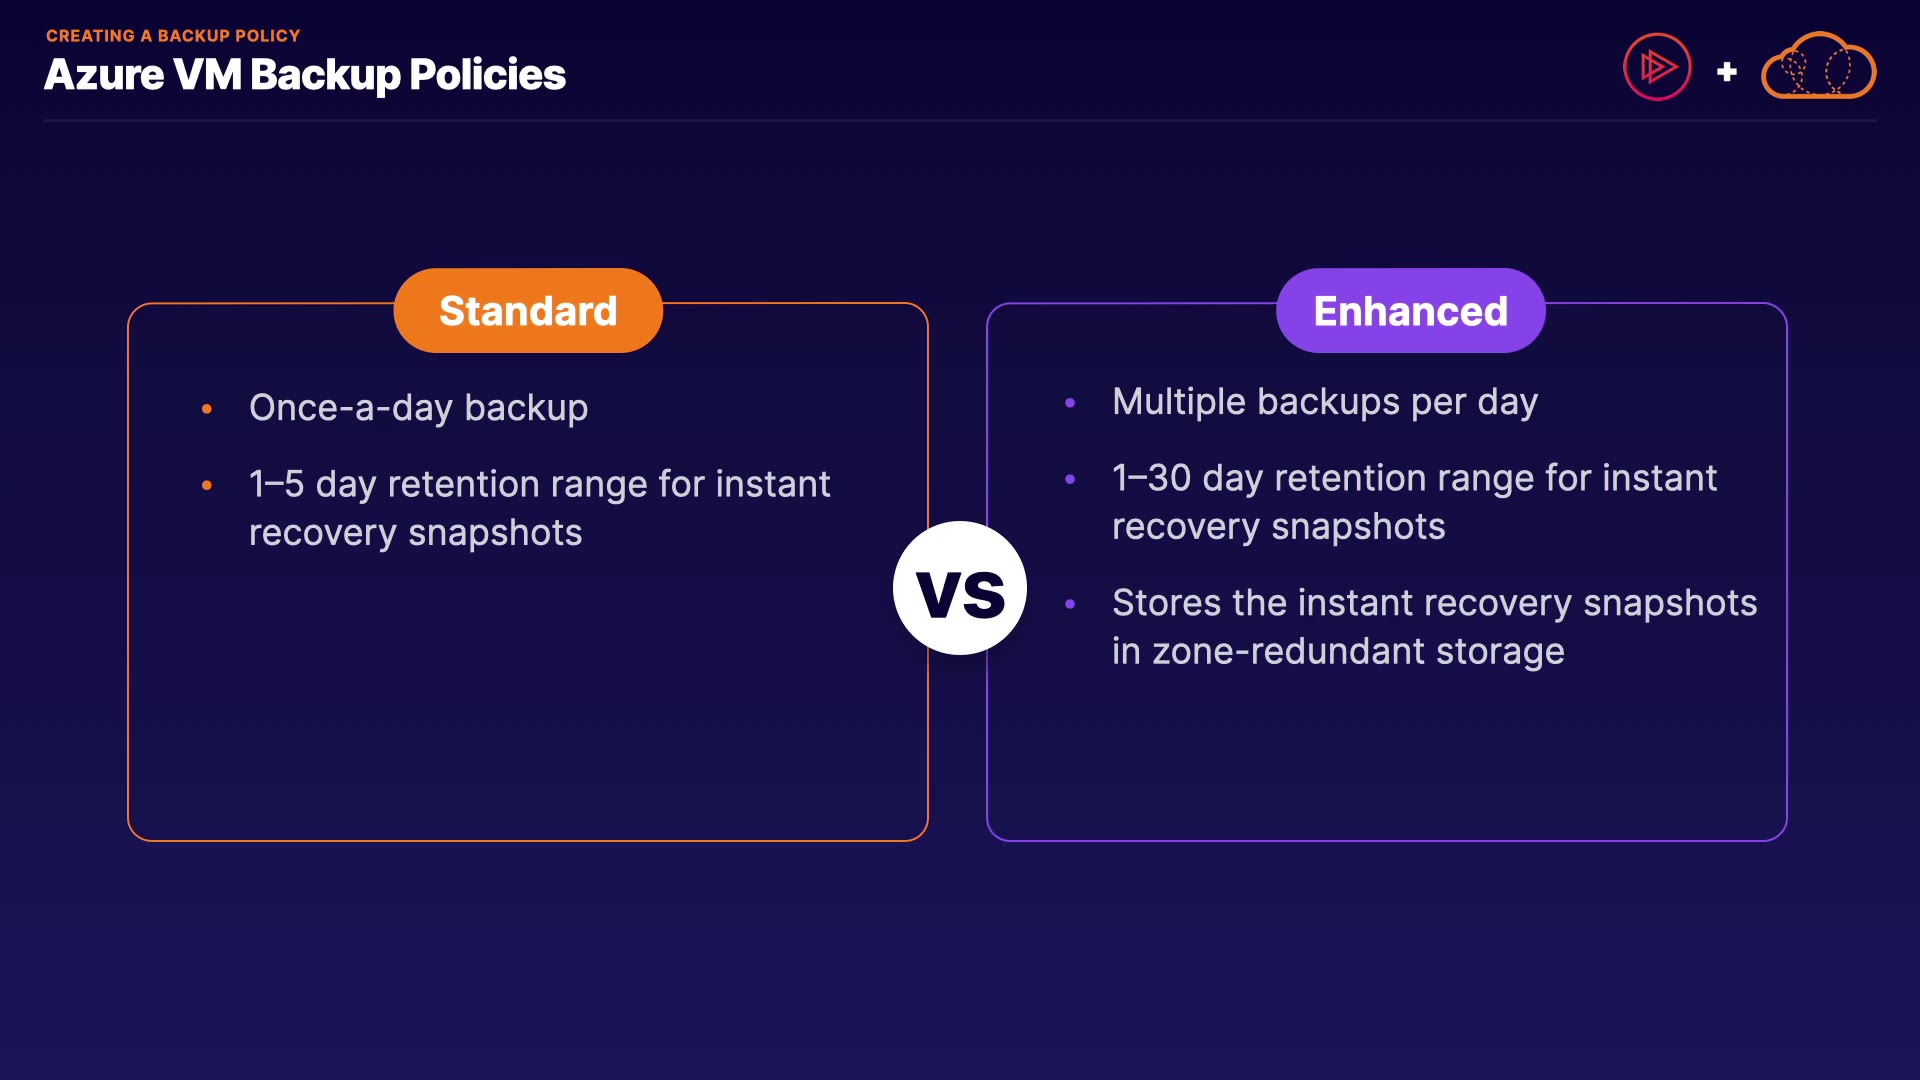 CREATING A BACKUP POLICY
Azure VM Backup Policies
+
Standard
• Once-a-day backup
• 1–5 day retention range for instant
recovery snapshots
vs
Enhanced
• Multiple backups per day
• 1–30 day retention range for instant
recovery snapshots
• Stores the instant recovery snapshots
in zone-redundant storage